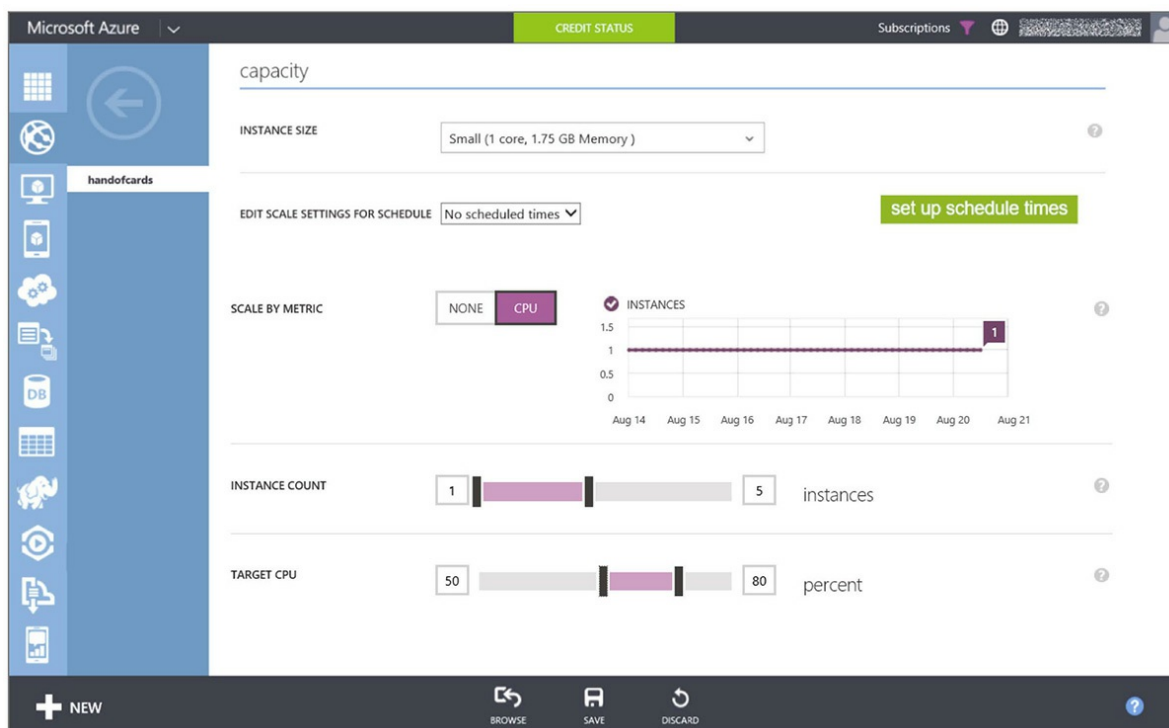 Microsoft Azure
CREDIT STATUS
Subscriptions
capacity
INSTANCE SIZE
Small (1 core, 1.75 GB Memory )
?
handofcards
EDIT SCALE SETTINGS FOR SCHEDULE
No scheduled times
set up schedule times
SCALE BY METRIC
NONE
CPU
INSTANCES
?
1.5
1
1
0.5
0
Aug 14 Aug 15 Aug 16 Aug 17 Aug 18 Aug 19 Aug 20 Aug 21
DB
INSTANCE COUNT
1
5
instances
?
TARGET CPU
50
80
percent
?
NEW
BROWSE
SAVE
DISCARD
?